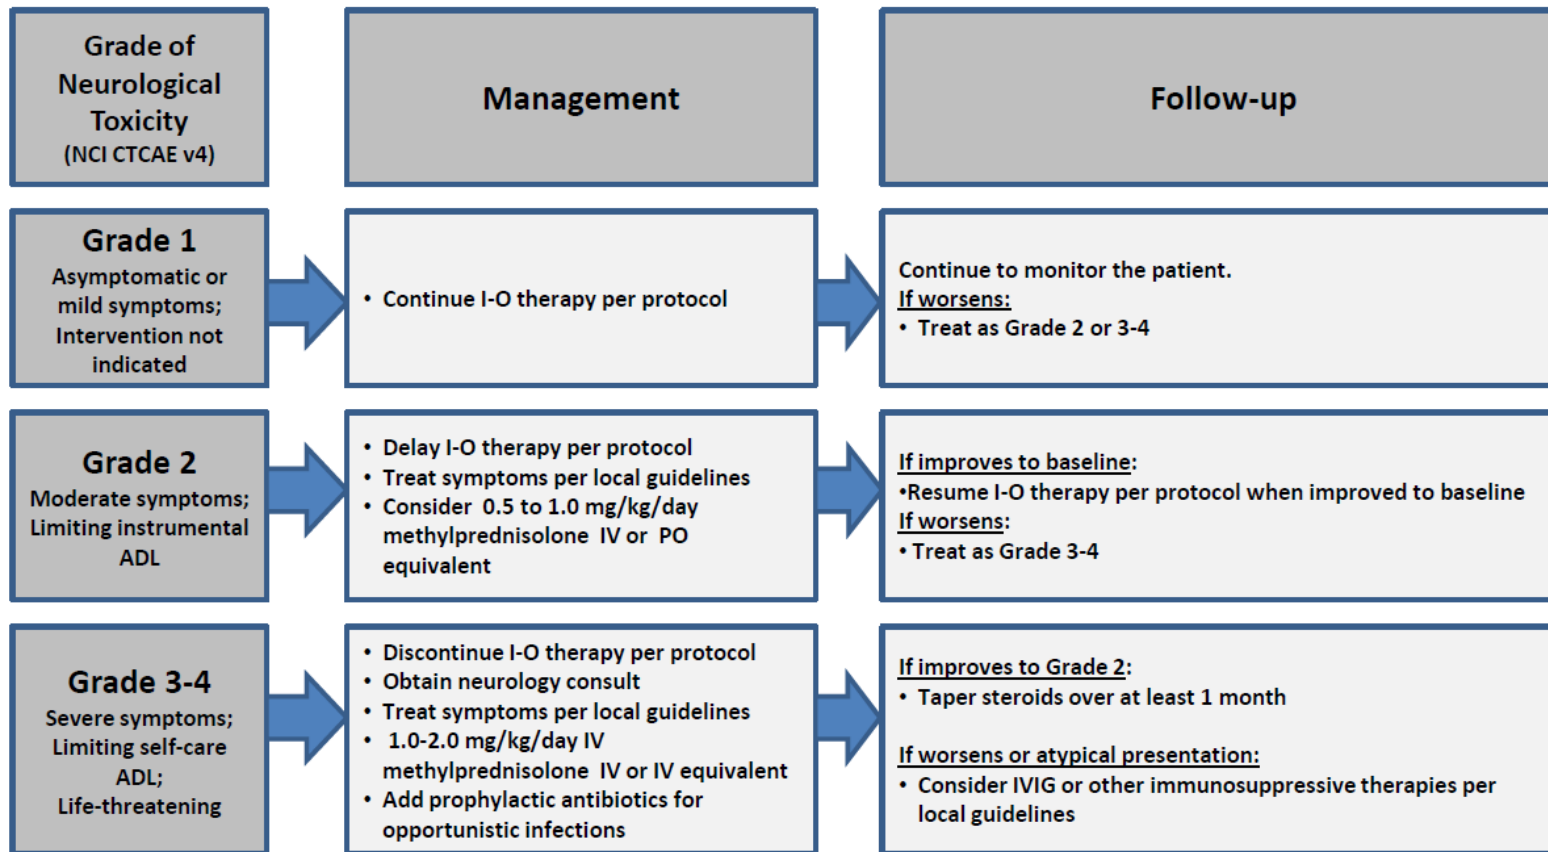 Grade of
Neurological
Toxicity
(NCI CTCAE v4)
Management
Follow-up
Grade 1
Asymptomatic or
mild symptoms;
Intervention not
indicated
• Continue I-O therapy per protocol
Continue to monitor the patient.
If worsens:
• Treat as Grade 2 or 3-4
Grade 2
Moderate symptoms;
Limiting instrumental
ADL
• Delay I-O therapy per protocol
• Treat symptoms per local guidelines
• Consider 0.5 to 1.0 mg/kg/day
methylprednisolone IV or PO
equivalent
If improves to baseline:
•Resume I-O therapy per protocol when improved to baseline
If worsens:
• Treat as Grade 3-4
Grade 3-4
Severe symptoms;
Limiting self-care
ADL;
Life-threatening
• Discontinue I-O therapy per protocol
• Obtain neurology consult
• Treat symptoms per local guidelines
• 1.0-2.0 mg/kg/day IV
methylprednisolone IV or IV equivalent
• Add prophylactic antibiotics for
opportunistic infections
If improves to Grade 2:
• Taper steroids over at least 1 month
If worsens or atypical presentation:
• Consider IVIG or other immunosuppressive therapies per
local guidelines